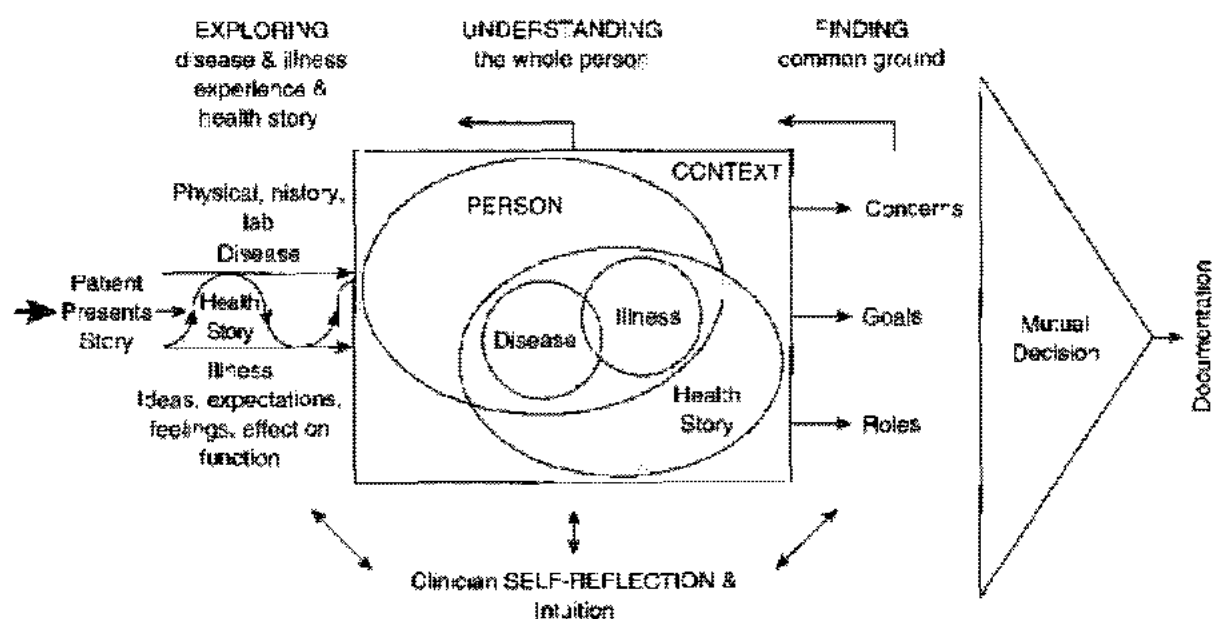 EXPLORING
disease & illness
experience &
health story
UNDERSTANDING
the whole person
FINDING
common ground
Physical, history,
lab
Disease
Patient
Presents
Story
Health
Story
Illness
Ideas, expectations,
feelings, effect on
function
CONTEXT
PERSON
Disease
Illness
Health
Story
Concerns
Goals
Roles
Mutual
Decision
Documentation
Clinician SELF-REFLECTION &
Intuition